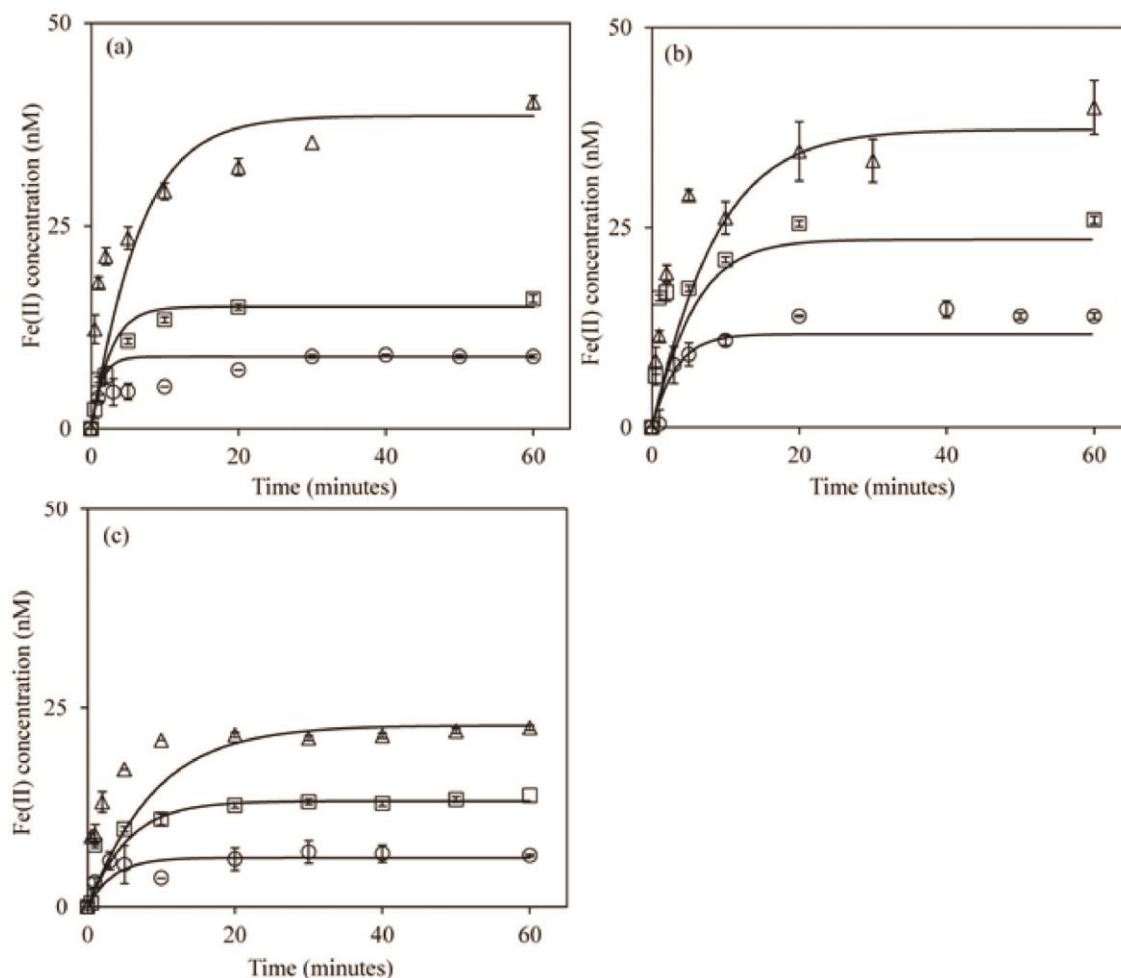 (a)
50
25
0
Fe(II) concentration (nM)
0 20 40 60
Time (minutes)
(b)
50
25
0
Fe(II) concentration (nM)
0 20 40 60
Time (minutes)
(c)
50
25
0
Fe(II) concentration (nM)
0 20 40 60
Time (minutes)